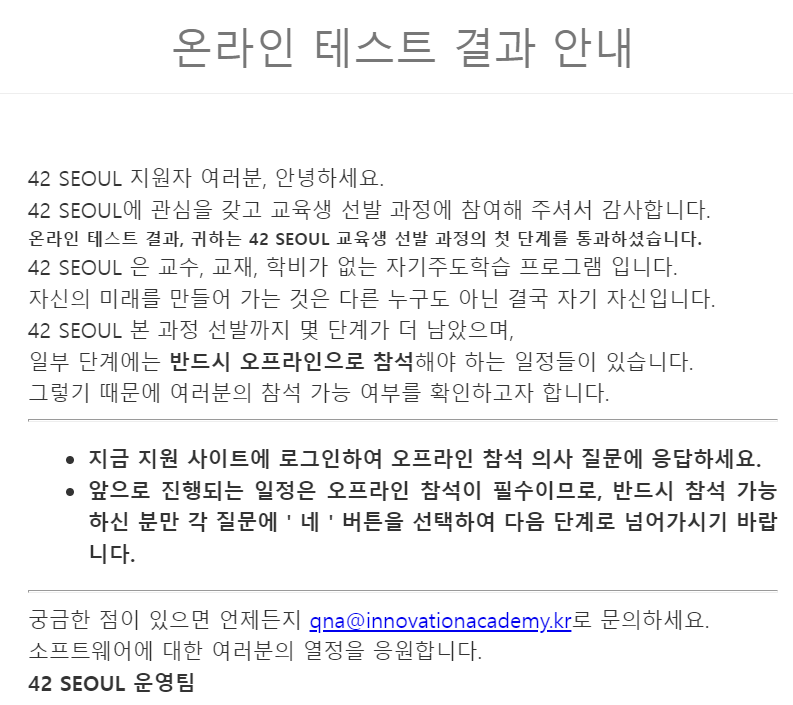 온라인 테스트 결과 안내
42 SEOUL 지원자 여러분, 안녕하세요.
42 SEOUL에 관심을 갖고 교육생 선발 과정에 참여해 주셔서 감사합니다.
온라인 테스트 결과, 귀하는 42 SEOUL 교육생 선발 과정의 첫 단계를 통과하셨습니다.
42 SEOUL 은 교수, 교재, 학비가 없는 자기주도학습 프로그램 입니다.
자신의 미래를 만들어 가는 것은 다른 누구도 아닌 결국 자기 자신입니다.
42 SEOUL 본 과정 선발까지 몇 단계가 더 남았으며,
일부 단계에는 반드시 오프라인으로 참석해야 하는 일정들이 있습니다.
그렇기 때문에 여러분의 참석 가능 여부를 확인하고자 합니다.
• 지금 지원 사이트에 로그인하여 오프라인 참석 의사 질문에 응답하세요.
• 앞으로 진행되는 일정은 오프라인 참석이 필수이므로, 반드시 참석 가능
하신 분만 각 질문에 ' 네 ' 버튼을 선택하여 다음 단계로 넘어가시기 바랍
니다.
궁금한 점이 있으면 언제든지 qna@innovationacademy.kr로 문의하세요.
소프트웨어에 대한 여러분의 열정을 응원합니다.
42 SEOUL 운영팀